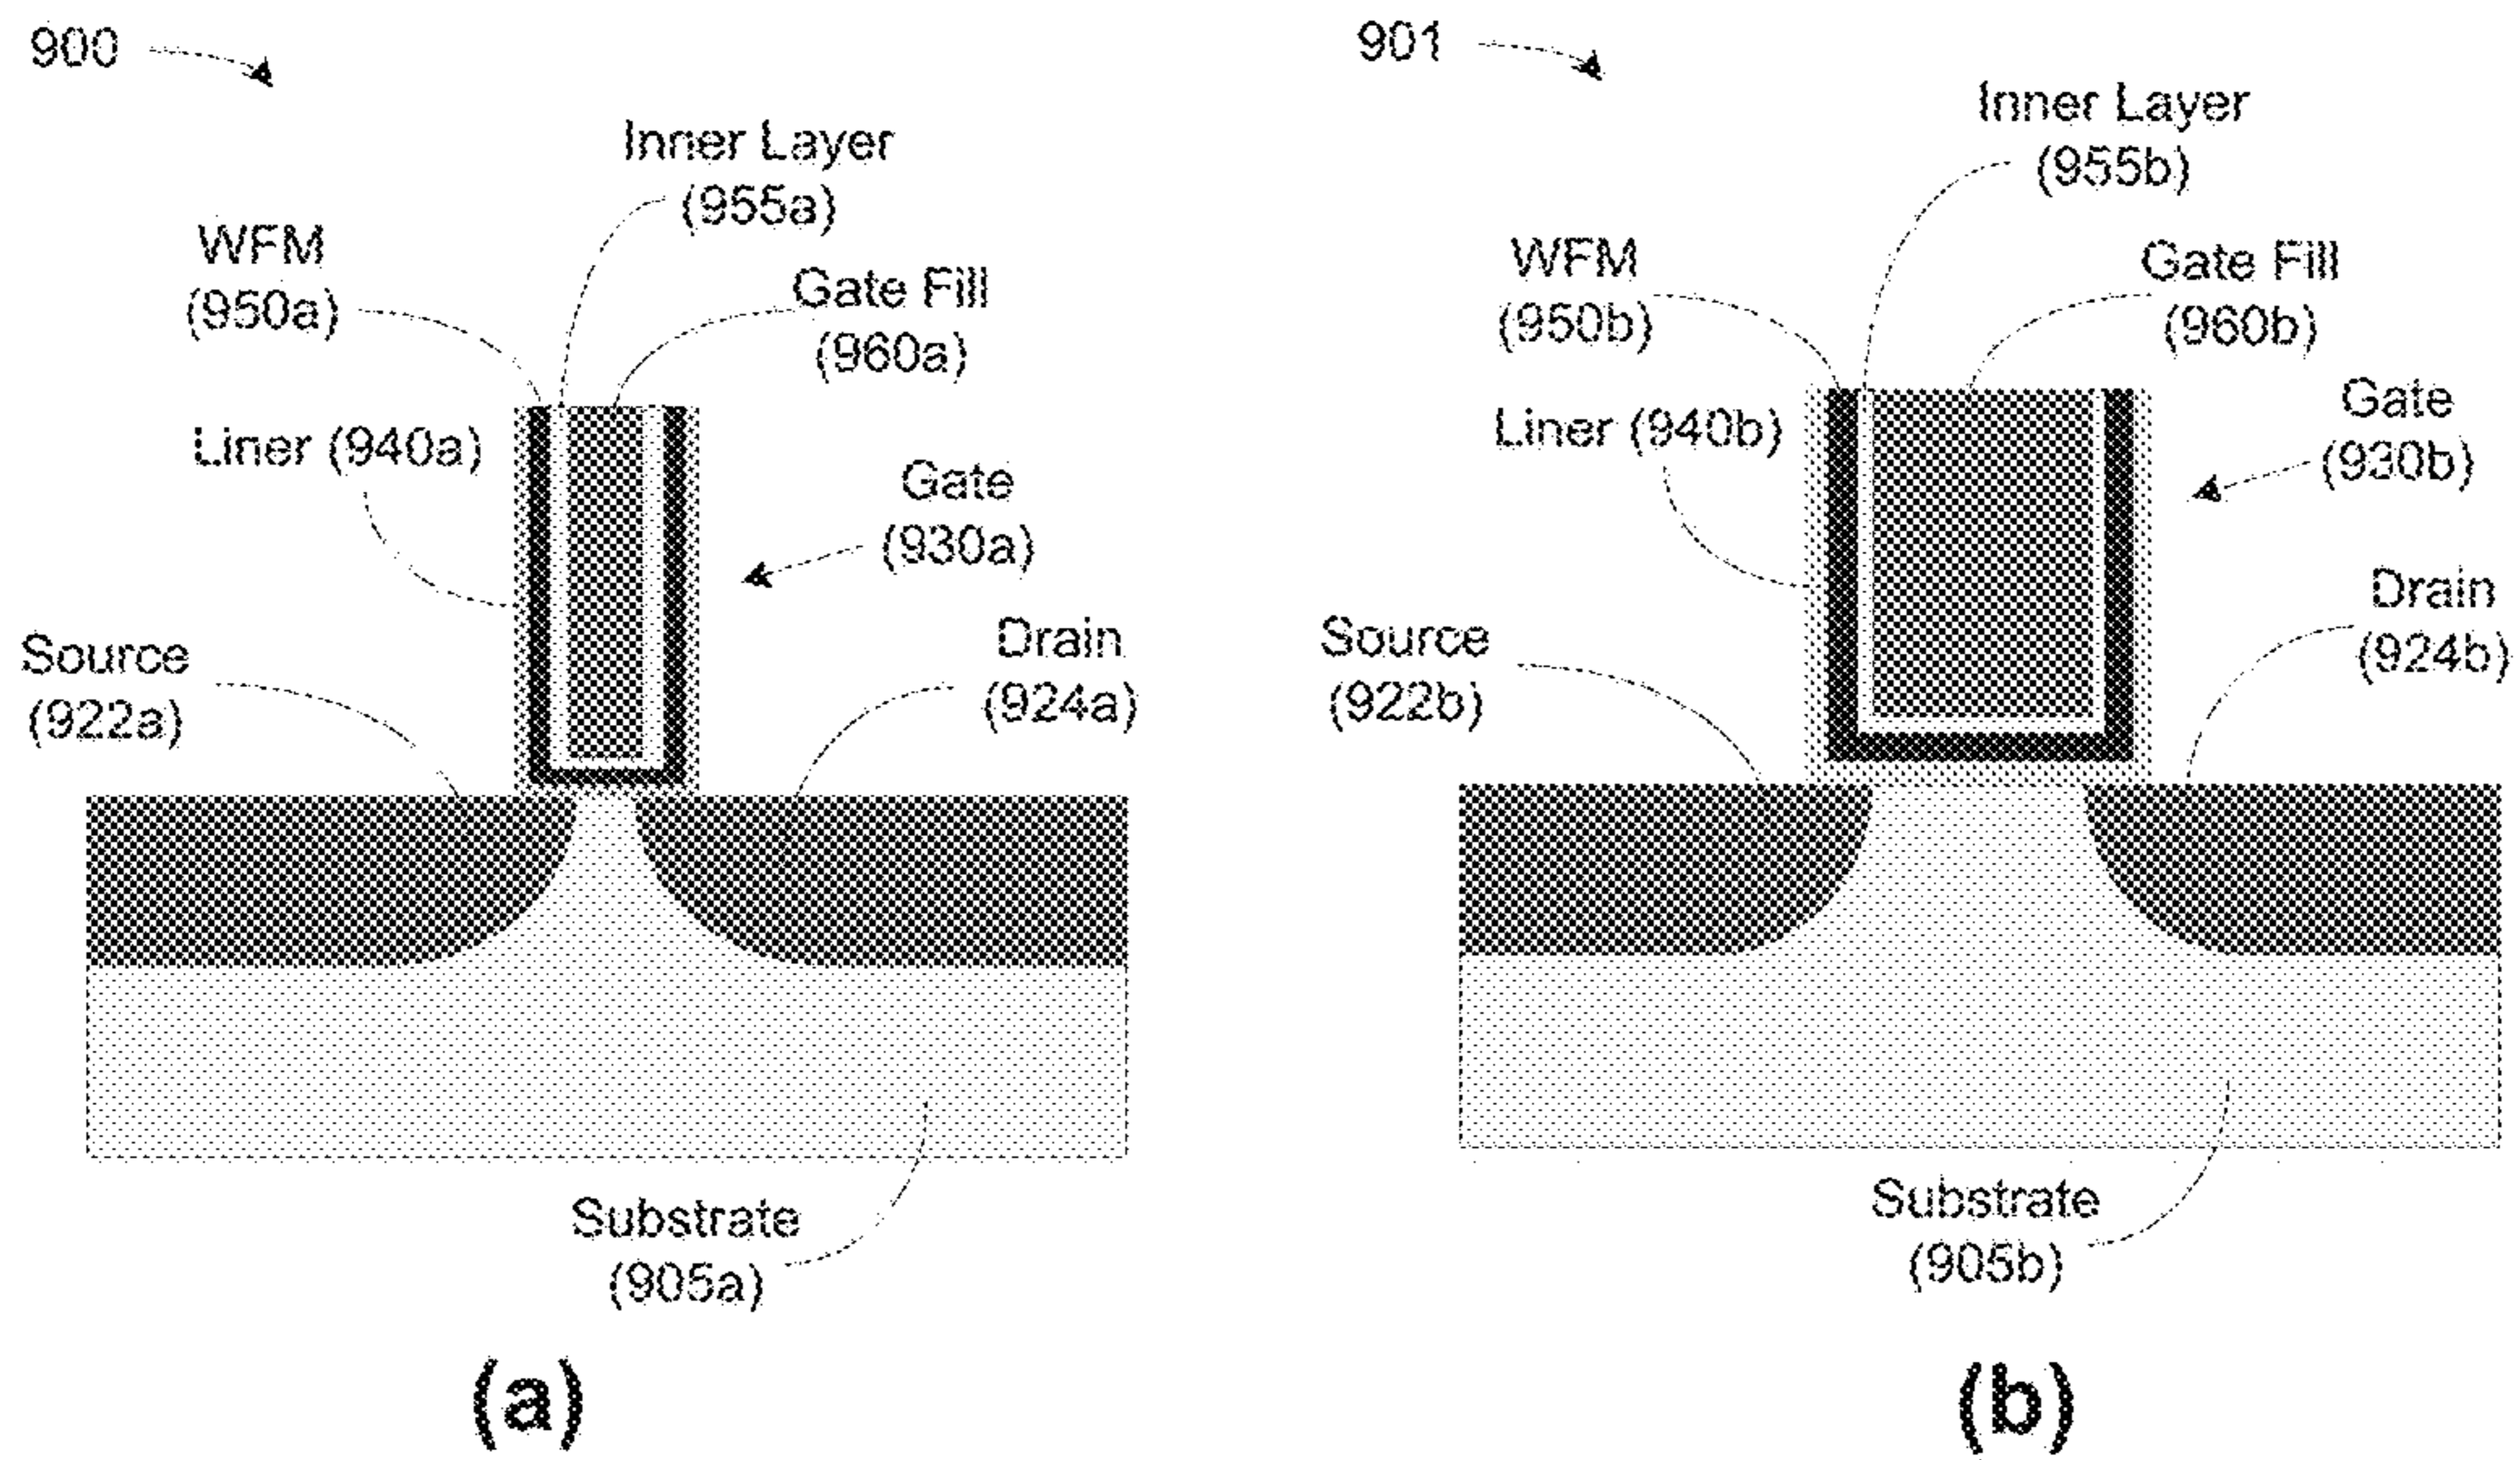 900
Inner Layer
(955a)
WFM
(950a)
Gate Fill
(960a)
Liner (940a)
Gate
(930a)
Source
(922a)
Drain
(924a)
Substrate
(905a)
(a)
901
Inner Layer
(955b)
WFM
(950b)
Gate Fill
(960b)
Liner (940b)
Gate
(930b)
Source
(922b)
Drain
(924b)
Substrate
(905b)
(b)